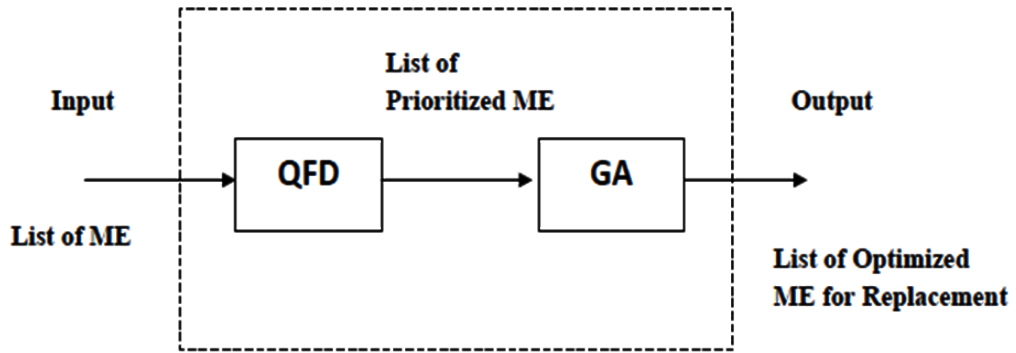 Input
List of ME
QFD
List of
Prioritized ME
GA
Output
List of Optimized
ME for Replacement